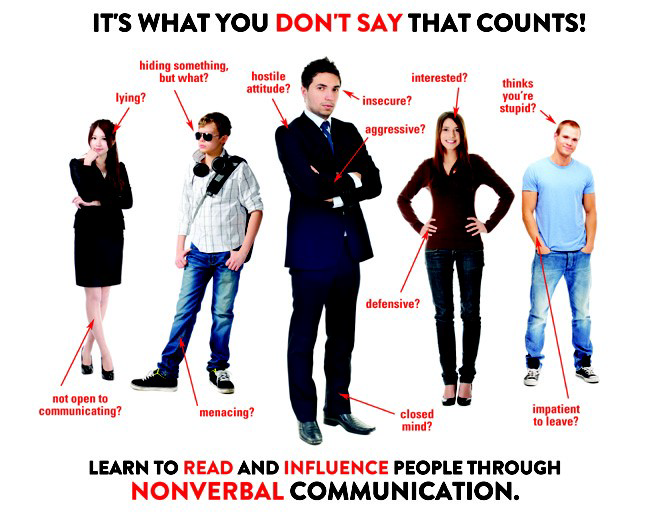 IT'S WHAT YOU DON'T SAY THAT COUNTS!
hiding something,
but what?
lying?
hostile
attitude?
insecure?
aggressive?
interested?
thinks
you're
stupid?
defensive?
not open to
communicating?
menacing?
closed
mind?
impatient
to leave?
LEARN TO READ AND INFLUENCE PEOPLE THROUGH
NONVERBAL COMMUNICATION.